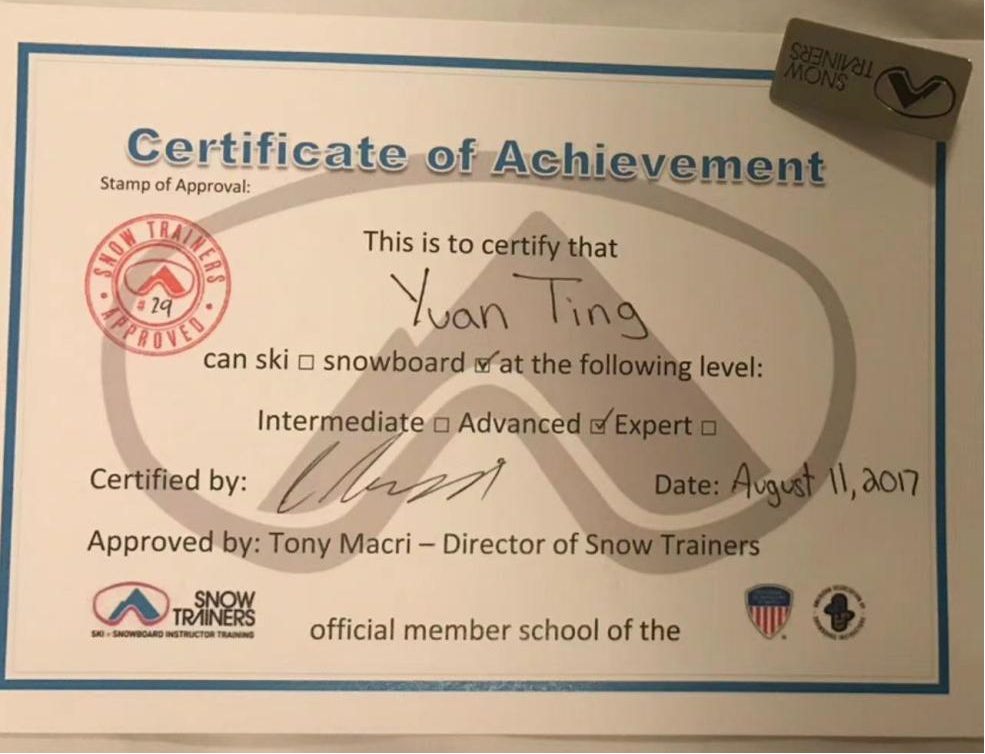 SNOW
TRAINERS
Certificate of Achievement
Stamp of Approval:
SNOW TRAINERS
# 29
APPROVED
This is to certify that
Yuan Ting
can ski □ snowboard ☑ at the following level:
Intermediate □ Advanced ☑ Expert □
Certified by:
Date: August 11, 2017
Approved by: Tony Macri – Director of Snow Trainers
SNOW
TRAINERS
SKI - SNOWBOARD INSTRUCTOR TRAINING
official member school of the